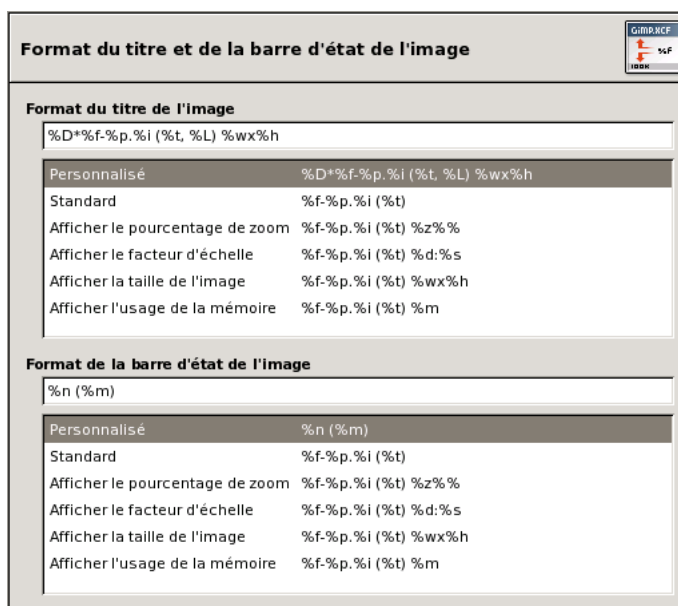 Format du titre et de la barre d'état de l'image
GIMP.XCF
%F
100K
Format du titre de l'image
%D*%f-%p.%i (%t, %L) %wx%h
Personnalisé %D*%f-%p.%i (%t, %L) %wx%h
Standard %f-%p.%i (%t)
Afficher le pourcentage de zoom %f-%p.%i (%t) %z%%
Afficher le facteur d'échelle %f-%p.%i (%t) %d:%s
Afficher la taille de l'image %f-%p.%i (%t) %wx%h
Afficher l'usage de la mémoire %f-%p.%i (%t) %m
Format de la barre d'état de l'image
%n (%m)
Personnalisé %n (%m)
Standard %f-%p.%i (%t)
Afficher le pourcentage de zoom %f-%p.%i (%t) %z%%
Afficher le facteur d'échelle %f-%p.%i (%t) %d:%s
Afficher la taille de l'image %f-%p.%i (%t) %wx%h
Afficher l'usage de la mémoire %f-%p.%i (%t) %m